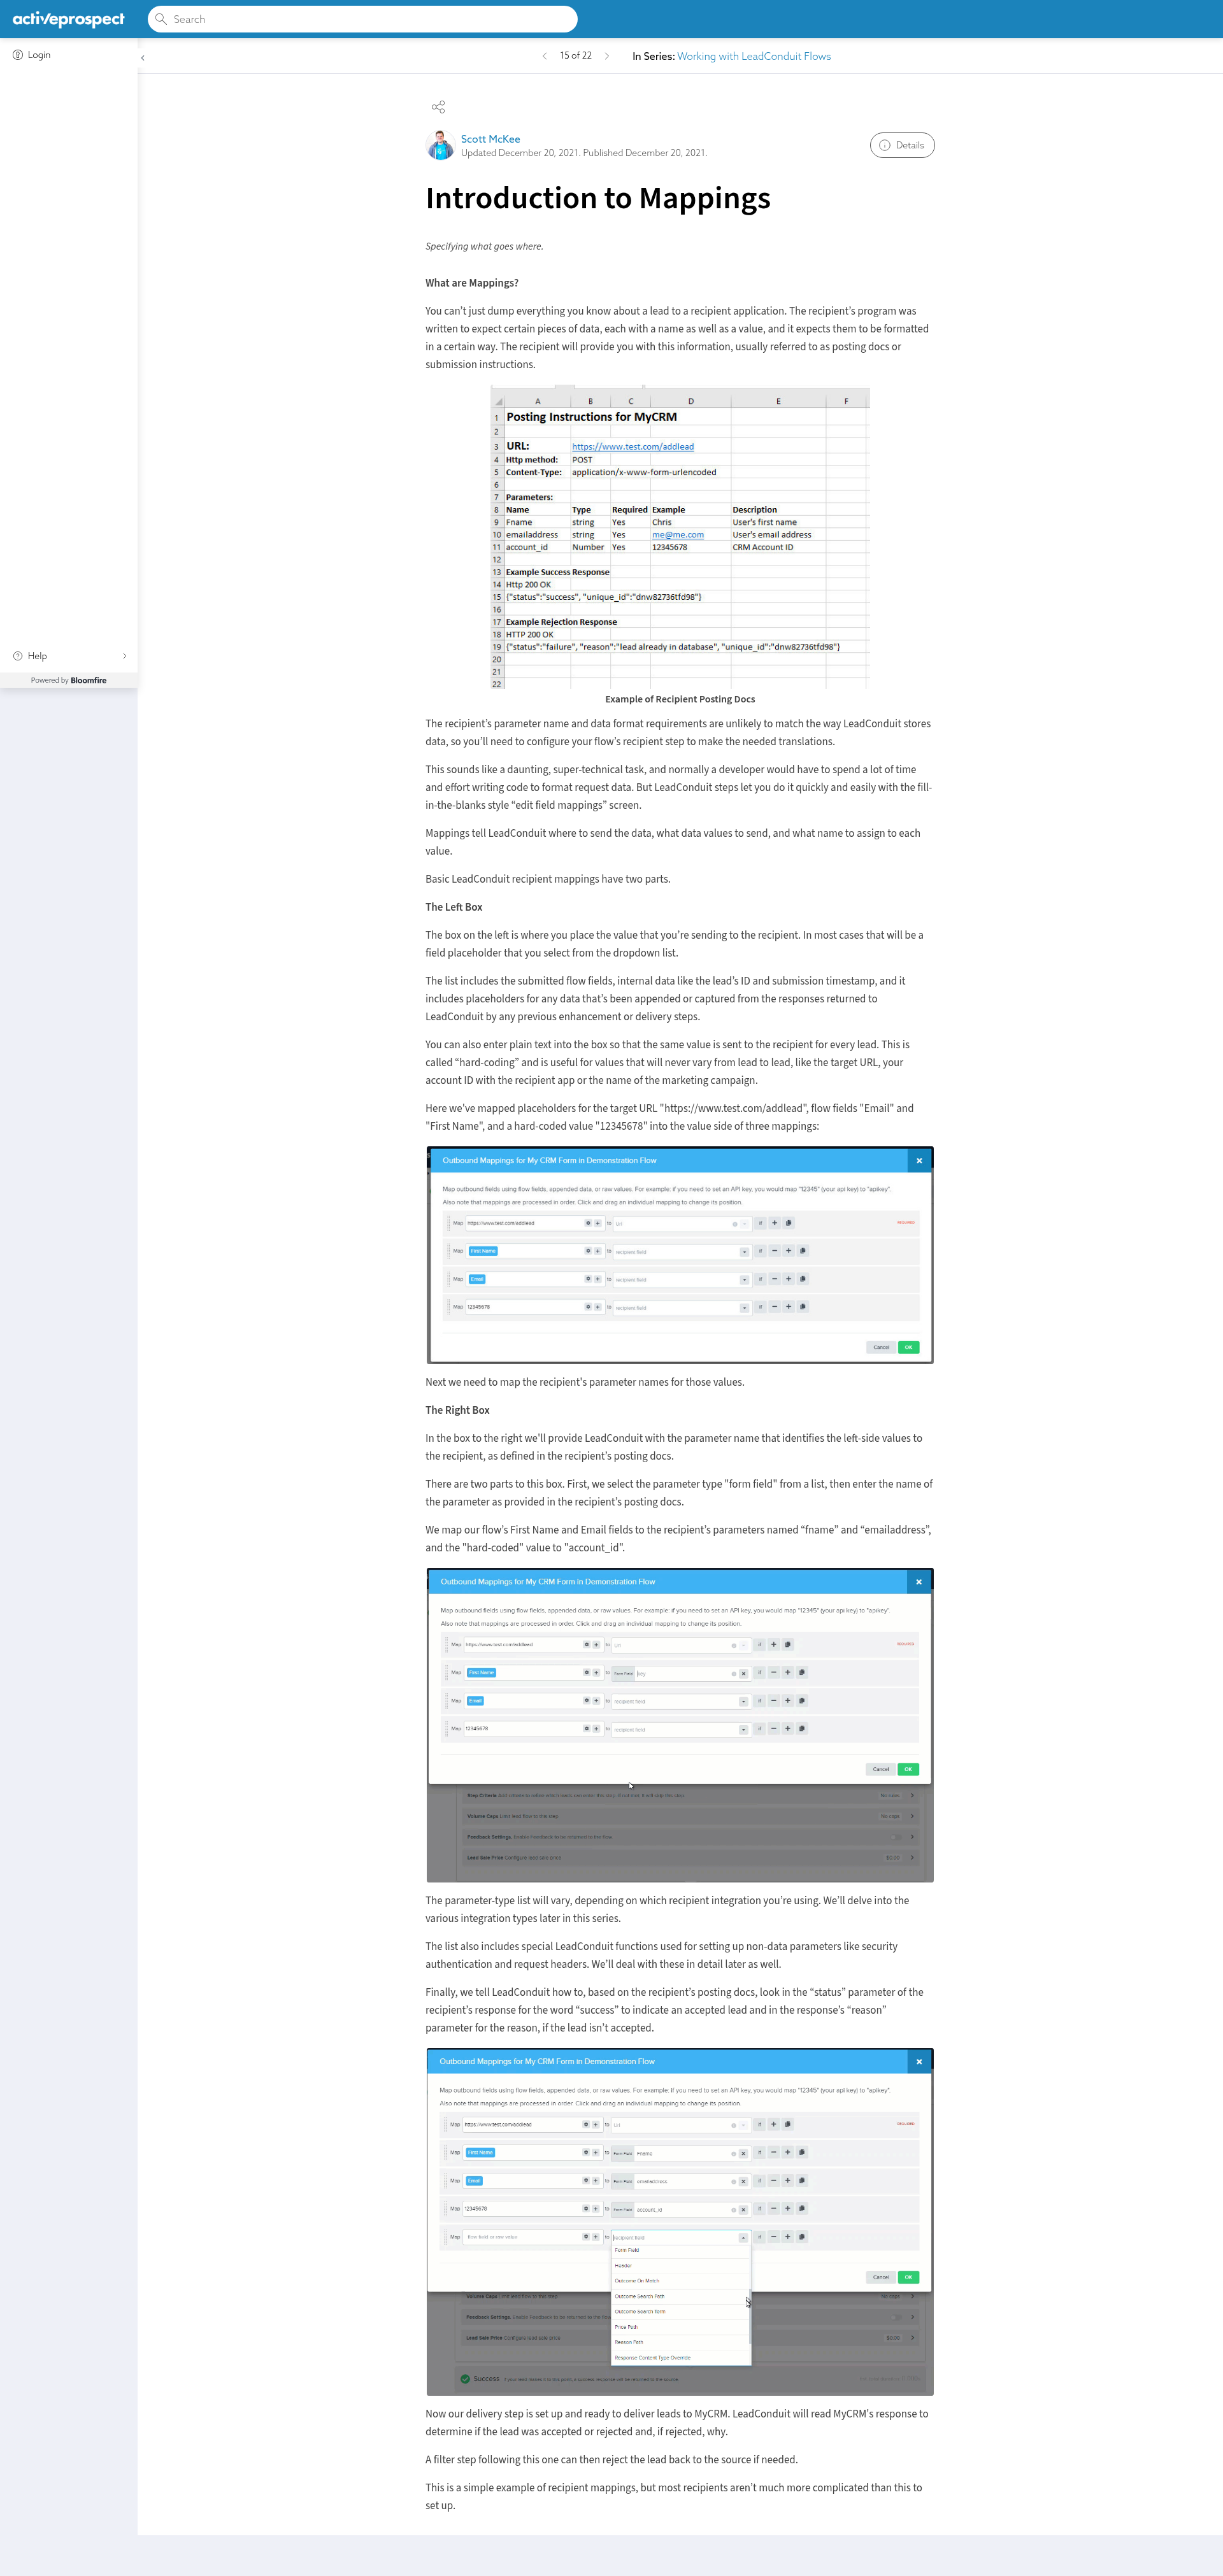 activeprospect
Search
Login
15 of 22
In Series: Working with LeadConduit Flows
Scott McKee
Updated December 20, 2021. Published December 20, 2021.
Details
Introduction to Mappings
Specifying what goes where.
What are Mappings?
You can't just dump everything you know about a lead to a recipient application. The recipient's program was
written to expect certain pieces of data, each with a name as well as a value, and it expects them to be formatted
in a certain way. The recipient will provide you with this information, usually referred to as posting docs or
submission instructions.
A B C D E F
1 Posting Instructions for MyCRM
2
3 URL: https://www.test.com/addlead
4 Http method: POST
5 Content-Type: application/x-www-form-urlencoded
6
7 Parameters:
8 Name Type Required Example Description
9 Fname string Yes Chris User's first name
10 emailaddress string Yes me@me.com User's email address
11 account_id Number Yes 12345678 CRM Account ID
12
13 Example Success Response
14 Http 200 OK
15 {"status":"success", "unique_id":"dnw82736tfd98"}
16
17 Example Rejection Response
18 HTTP 200 OK
19 {"status":"failure", "reason":"lead already in database", "unique_id":"dnw82736tfd98"}
20
21
22
Help
Powered by Bloomfire
Example of Recipient Posting Docs
The recipient's parameter name and data format requirements are unlikely to match the way LeadConduit stores
data, so you'll need to configure your flow's recipient step to make the needed translations.
This sounds like a daunting, super-technical task, and normally a developer would have to spend a lot of time
and effort writing code to format request data. But LeadConduit steps let you do it quickly and easily with the fill-
in-the-blanks style “edit field mappings” screen.
Mappings tell LeadConduit where to send the data, what data values to send, and what name to assign to each
value.
Basic LeadConduit recipient mappings have two parts.
The Left Box
The box on the left is where you place the value that you're sending to the recipient. In most cases that will be a
field placeholder that you select from the dropdown list.
The list includes the submitted flow fields, internal data like the lead's ID and submission timestamp, and it
includes placeholders for any data that's been appended or captured from the responses returned to
LeadConduit by any previous enhancement or delivery steps.
You can also enter plain text into the box so that the same value is sent to the recipient for every lead. This is
called “hard-coding” and is useful for values that will never vary from lead to lead, like the target URL, your
account ID with the recipient app or the name of the marketing campaign.
Here we've mapped placeholders for the target URL "https://www.test.com/addlead", flow fields "Email" and
"First Name", and a hard-coded value "12345678" into the value side of three mappings:
Outbound Mappings for My CRM Form in Demonstration Flow
Map outbound fields using flow fields, appended data, or raw values. For example: if you need to set an API key, you would map "12345" (your api key) to "apikey".
Also note that mappings are processed in order. Click and drag an individual mapping to change its position.
Map https://www.test.com/addlead to url if REQUIRED
Map First Name to recipient field if
Map Email to recipient field if
Map 12345678 to recipient field if
Cancel OK
Next we need to map the recipient's parameter names for those values.
The Right Box
In the box to the right we'll provide LeadConduit with the parameter name that identifies the left-side values to
the recipient, as defined in the recipient's posting docs.
There are two parts to this box. First, we select the parameter type "form field" from a list, then enter the name of
the parameter as provided in the recipient's posting docs.
We map our flow's First Name and Email fields to the recipient's parameters named “fname” and “emailaddress”,
and the "hard-coded" value to "account_id".
Outbound Mappings for My CRM Form in Demonstration Flow
Map outbound fields using flow fields, appended data, or raw values. For example: if you need to set an API key, you would map "12345" (your api key) to "apikey".
Also note that mappings are processed in order. Click and drag an individual mapping to change its position.
Map https://www.test.com/addlead to url if REQUIRED
Map First Name to Form Field key if
Map Email to recipient field if
Map 12345678 to recipient field if
Cancel OK
Step Criteria
Volume Caps Limit lead flow to this step No caps
Feedback Settings
Lead Sale Price Configure lead sale price $0.00
The parameter-type list will vary, depending on which recipient integration you're using. We'll delve into the
various integration types later in this series.
The list also includes special LeadConduit functions used for setting up non-data parameters like security
authentication and request headers. We'll deal with these in detail later as well.
Finally, we tell LeadConduit how to, based on the recipient's posting docs, look in the “status” parameter of the
recipient's response for the word “success” to indicate an accepted lead and in the response's “reason”
parameter for the reason, if the lead isn't accepted.
Outbound Mappings for My CRM Form in Demonstration Flow
Map outbound fields using flow fields, appended data, or raw values. For example: if you need to set an API key, you would map "12345" (your api key) to "apikey".
Also note that mappings are processed in order. Click and drag an individual mapping to change its position.
Map https://www.test.com/addlead to url if REQUIRED
Map First Name to Form Field fname if
Map Email to Form Field emailaddress if
Map 12345678 to Form Field account_id if
Map flow field or raw value to recipient field if
Form Field
Header
Outcome On Match
Cancel OK
Outcome Search Path
Volume Caps Limit lead flow to this step No caps
Outcome Search Term
Feedback Settings
Price Path
Lead Sale Price Configure lead sale price $0.00
Reason Path
Response Content Type Override
Success
Now our delivery step is set up and ready to deliver leads to MyCRM. LeadConduit will read MyCRM's response to
determine if the lead was accepted or rejected and, if rejected, why.
A filter step following this one can then reject the lead back to the source if needed.
This is a simple example of recipient mappings, but most recipients aren't much more complicated than this to
set up.